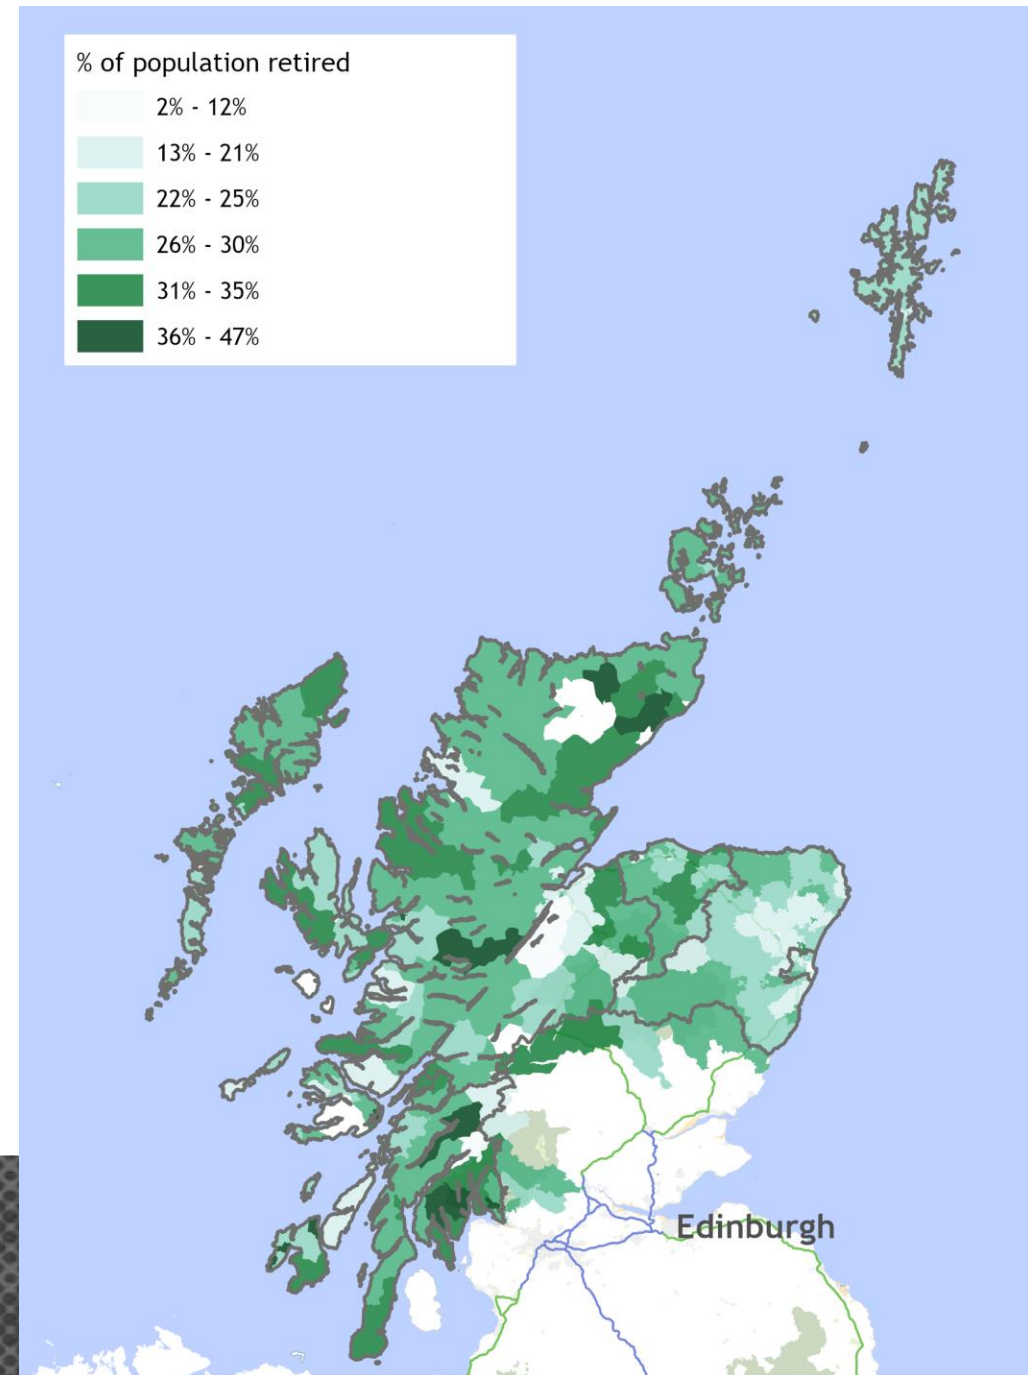 % of population retired
2% - 12%
13% - 21%
22% - 25%
26% - 30%
31% - 35%
36% - 47%
Edinburgh